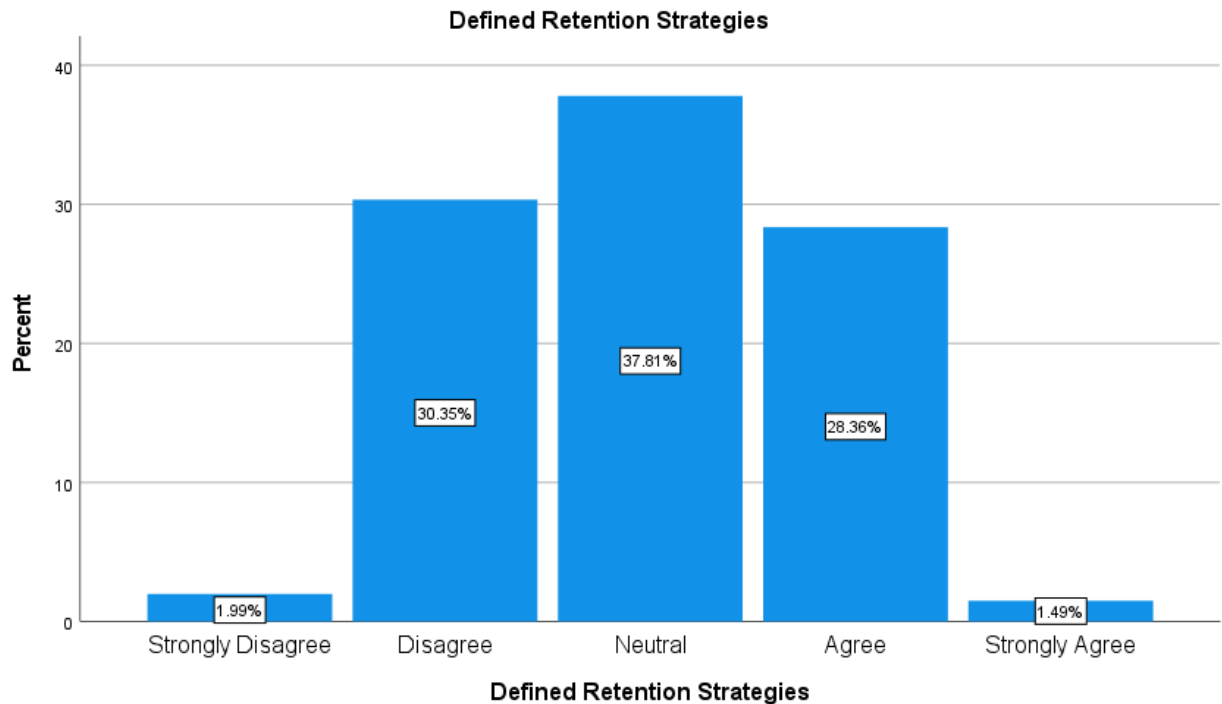 Defined Retention Strategies
Percent
40
30
20
10
0
1.99%
30.35%
37.81%
28.36%
1.49%
Strongly Disagree
Disagree
Neutral
Agree
Strongly Agree
Defined Retention Strategies